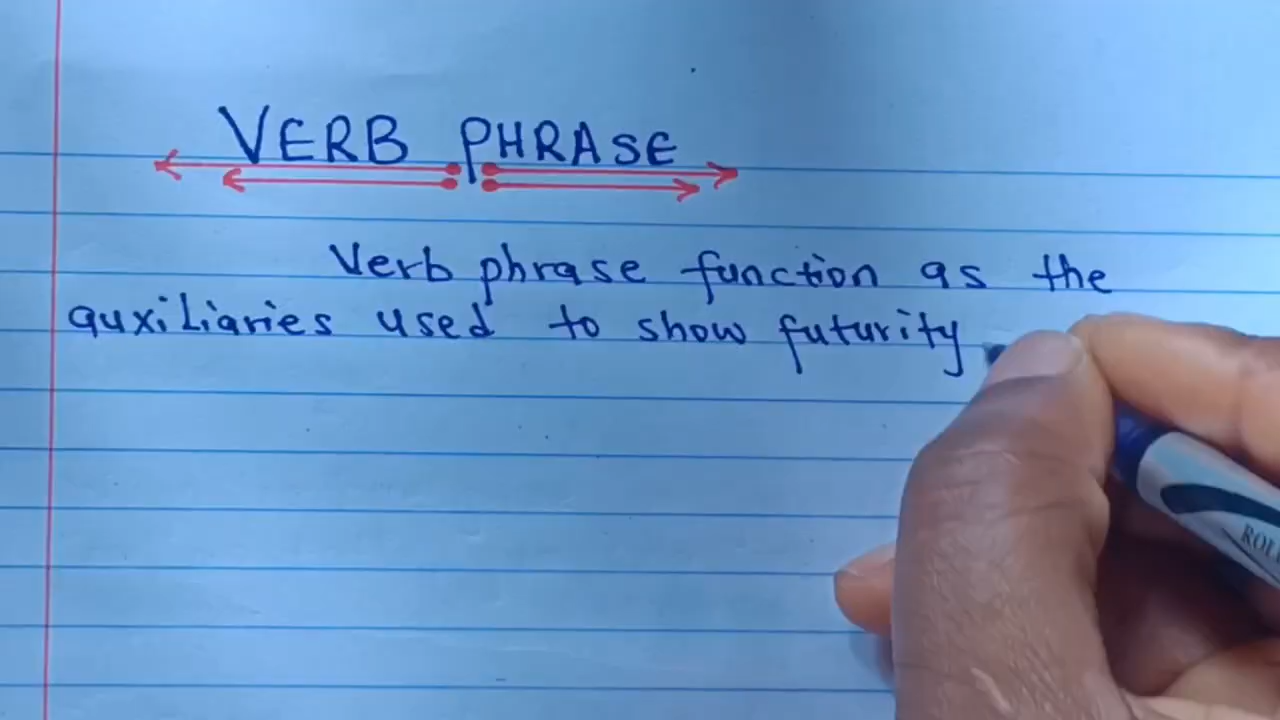 VERB PHRASE
Verb phrase function as the
auxiliaries used to show futurity